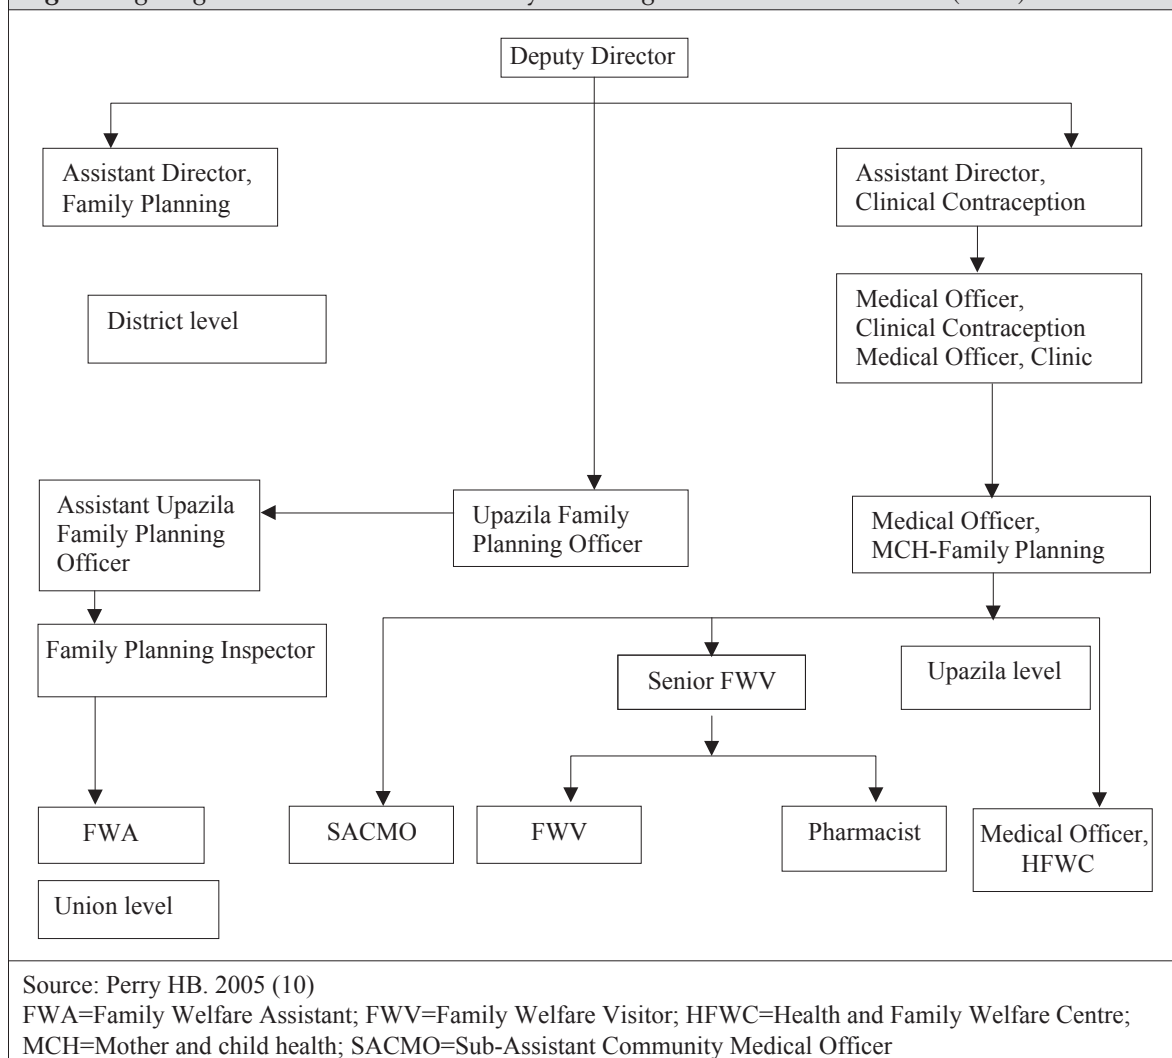 Deputy Director
Assistant Director,
Family Planning
Assistant Director,
Clinical Contraception
District level
Medical Officer,
Clinical Contraception
Medical Officer, Clinic
Assistant Upazila
Family Planning
Officer
Upazila Family
Planning Officer
Medical Officer,
MCH-Family Planning
Family Planning Inspector
Senior FWV
Upazila level
FWA
SACMO
FWV
Pharmacist
Medical Officer,
HFWC
Union level
Source: Perry HB. 2005 (10)
FWA=Family Welfare Assistant; FWV=Family Welfare Visitor; HFWC=Health and Family Welfare Centre;
MCH=Mother and child health; SACMO=Sub-Assistant Community Medical Officer